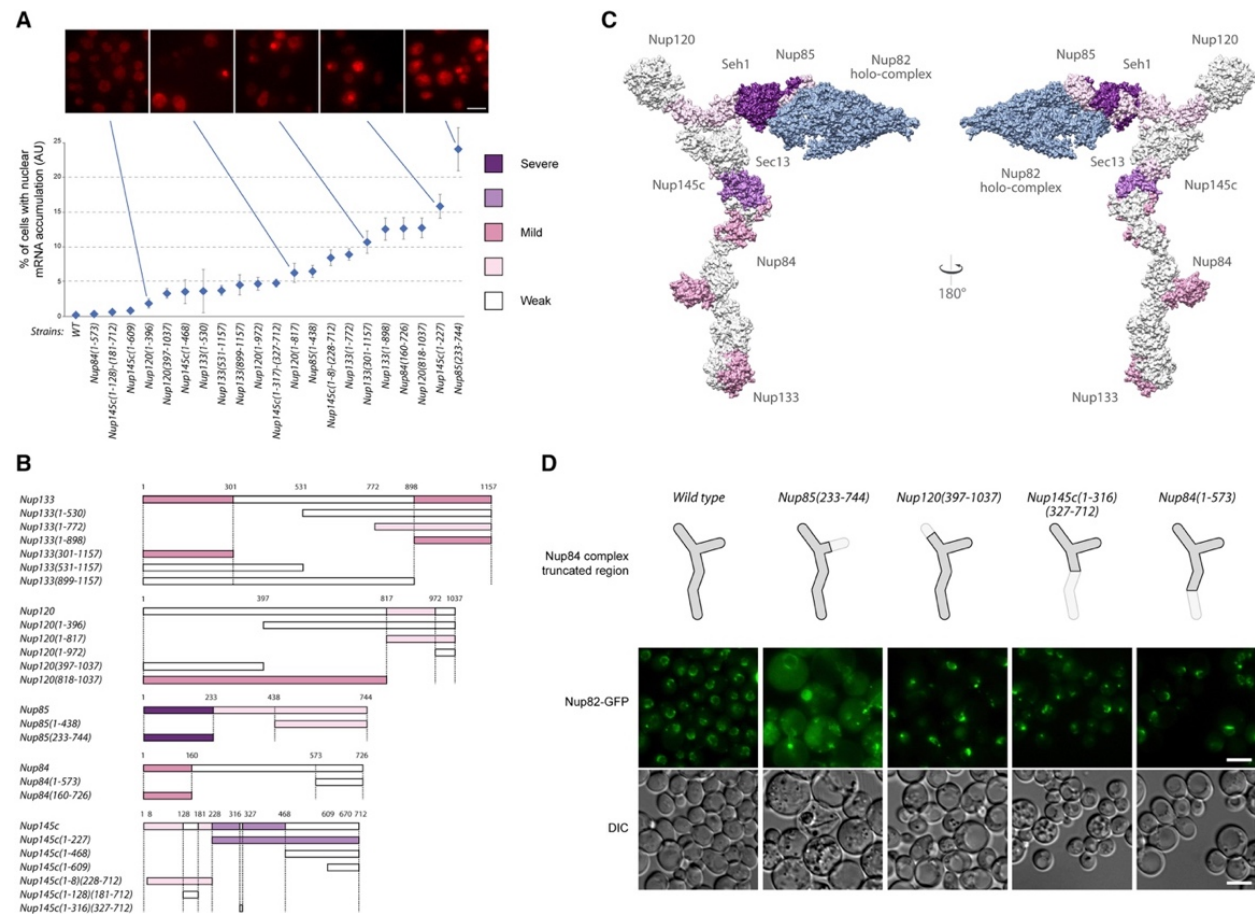 A
% of cells with nuclear
mRNA accumulation (AU)
25
20
15
10
5
0
Strains:
WT
Nup84(1-573)
Nup145c(1-128)-(181-712)
Nup145c(1-609)
Nup120(1-396)
Nup120(397-1037)
Nup145c(1-468)
Nup133(1-530)
Nup133(531-1157)
Nup133(899-1157)
Nup120(1-972)
Nup145c(1-317)-(327-712)
Nup120(1-817)
Nup85(1-438)
Nup145c(1-8)-(228-712)
Nup133(1-772)
Nup133(301-1157)
Nup133(1-898)
Nup84(160-726)
Nup120(818-1037)
Nup145c(1-227)
Nup85(233-744)
Severe
Mild
Weak
B
1 301 531 772 898 1157
Nup133
Nup133(1-530)
Nup133(1-772)
Nup133(1-898)
Nup133(301-1157)
Nup133(531-1157)
Nup133(899-1157)
1 397 817 972 1037
Nup120
Nup120(1-396)
Nup120(1-817)
Nup120(1-972)
Nup120(397-1037)
Nup120(818-1037)
1 233 438 744
Nup85
Nup85(1-438)
Nup85(233-744)
1 160 573 726
Nup84
Nup84(1-573)
Nup84(160-726)
1 8 128 181 228 316 327 468 609 670 712
Nup145c
Nup145c(1-227)
Nup145c(1-468)
Nup145c(1-609)
Nup145c(1-8)(228-712)
Nup145c(1-128)(181-712)
Nup145c(1-316)(327-712)
C
Nup120
Seh1
Nup85
Nup82
holo-complex
Sec13
Nup145c
Nup84
Nup133
180°
Nup85
Seh1
Nup120
Nup82
holo-complex
Sec13
Nup145c
Nup84
Nup133
D
Wild type
Nup85(233-744)
Nup120(397-1037)
Nup145c(1-316)
(327-712)
Nup84(1-573)
Nup84 complex
truncated region
Nup82-GFP
DIC